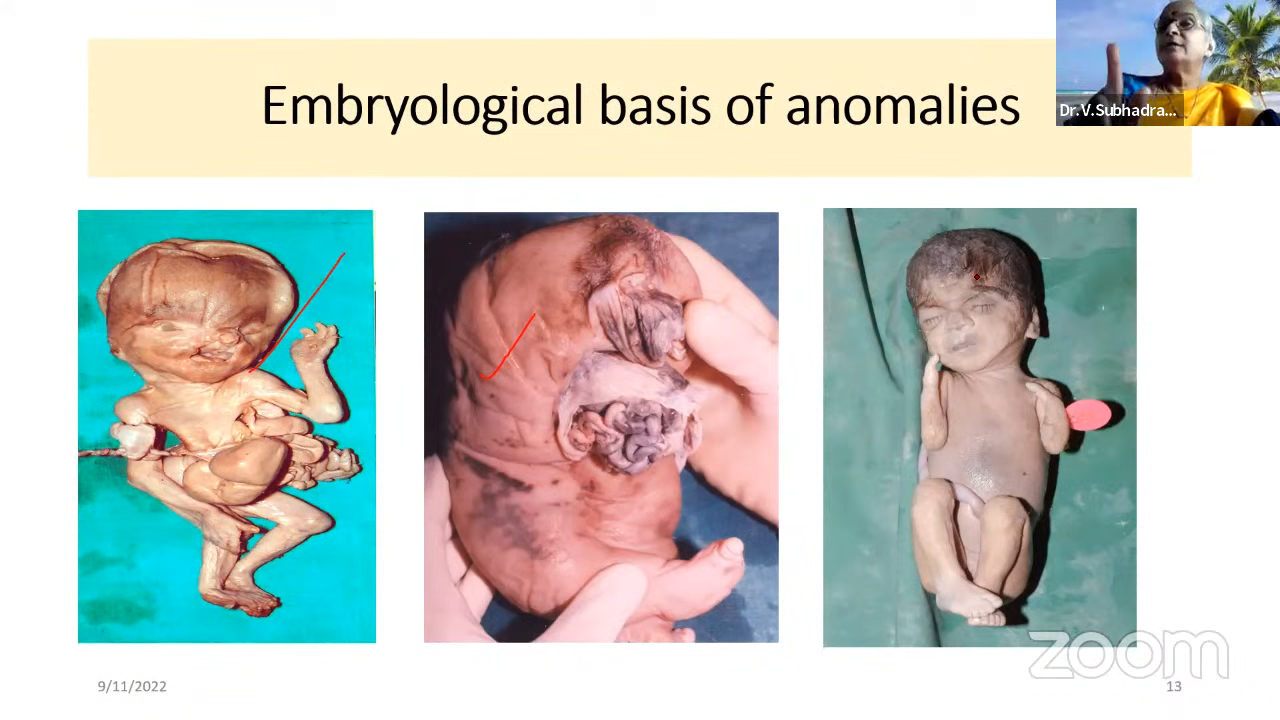 Embryological basis of anomalies
Dr.V.Subhadra...
zoom
9/11/2022
13